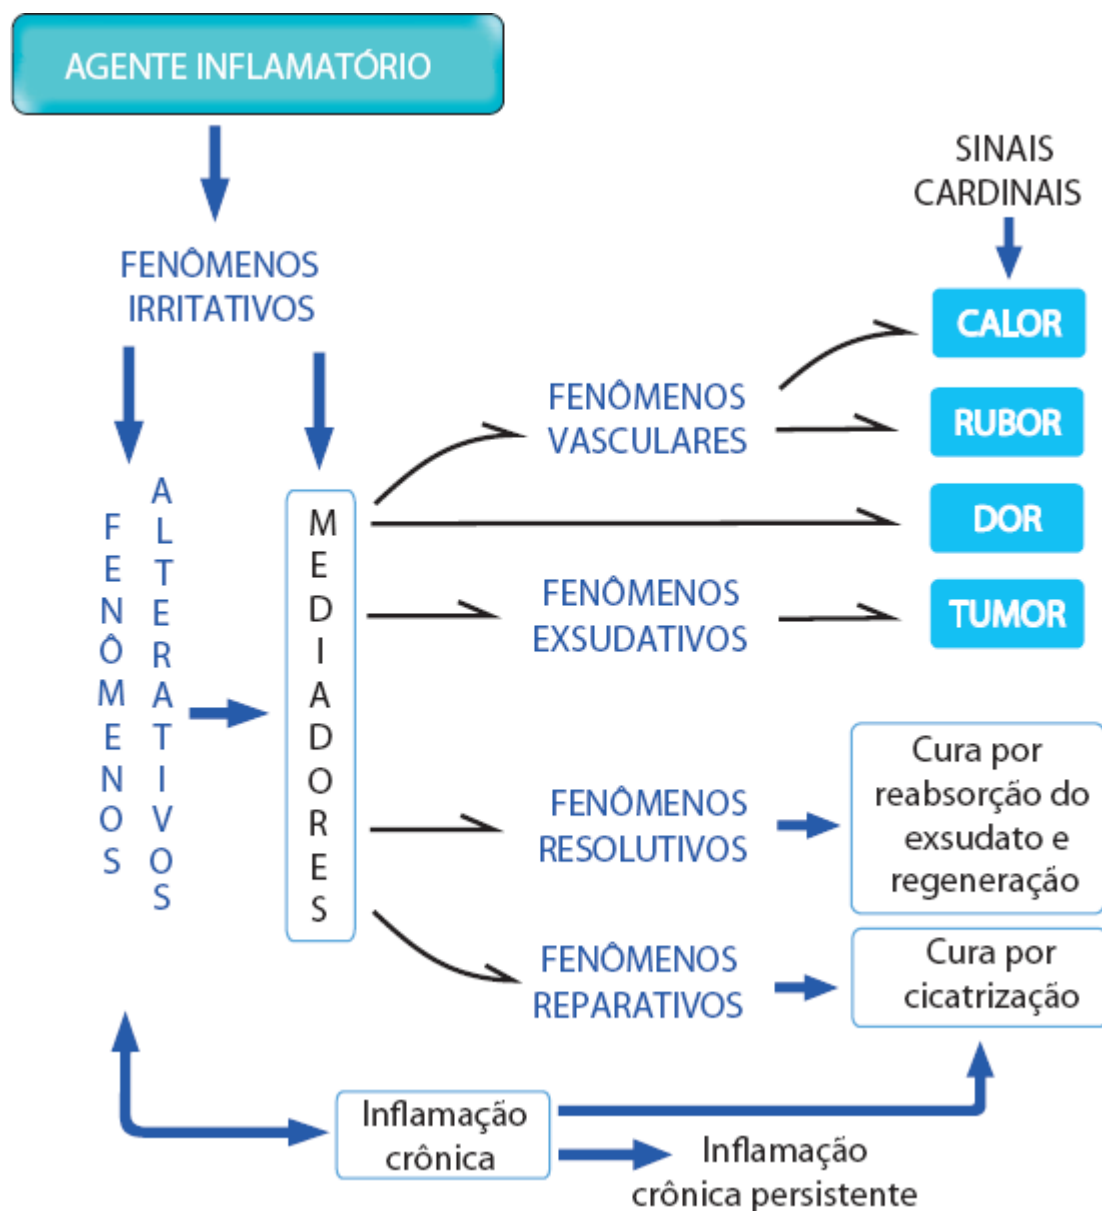 AGENTE INFLAMATÓRIO
FENÔMENOS
IRRITATIVOS
FENÔMENOS
ALTERATIVOS
MEDIADORES
SINAIS
CARDINAIS
FENÔMENOS
VASCULARES
CALOR
RUBOR
DOR
FENÔMENOS
EXSUDATIVOS
TUMOR
FENÔMENOS
RESOLUTIVOS
Cura por
reabsorção do
exsudato e
regeneração
FENÔMENOS
REPARATIVOS
Cura por
cicatrização
Inflamação
crônica
Inflamação
crônica persistente